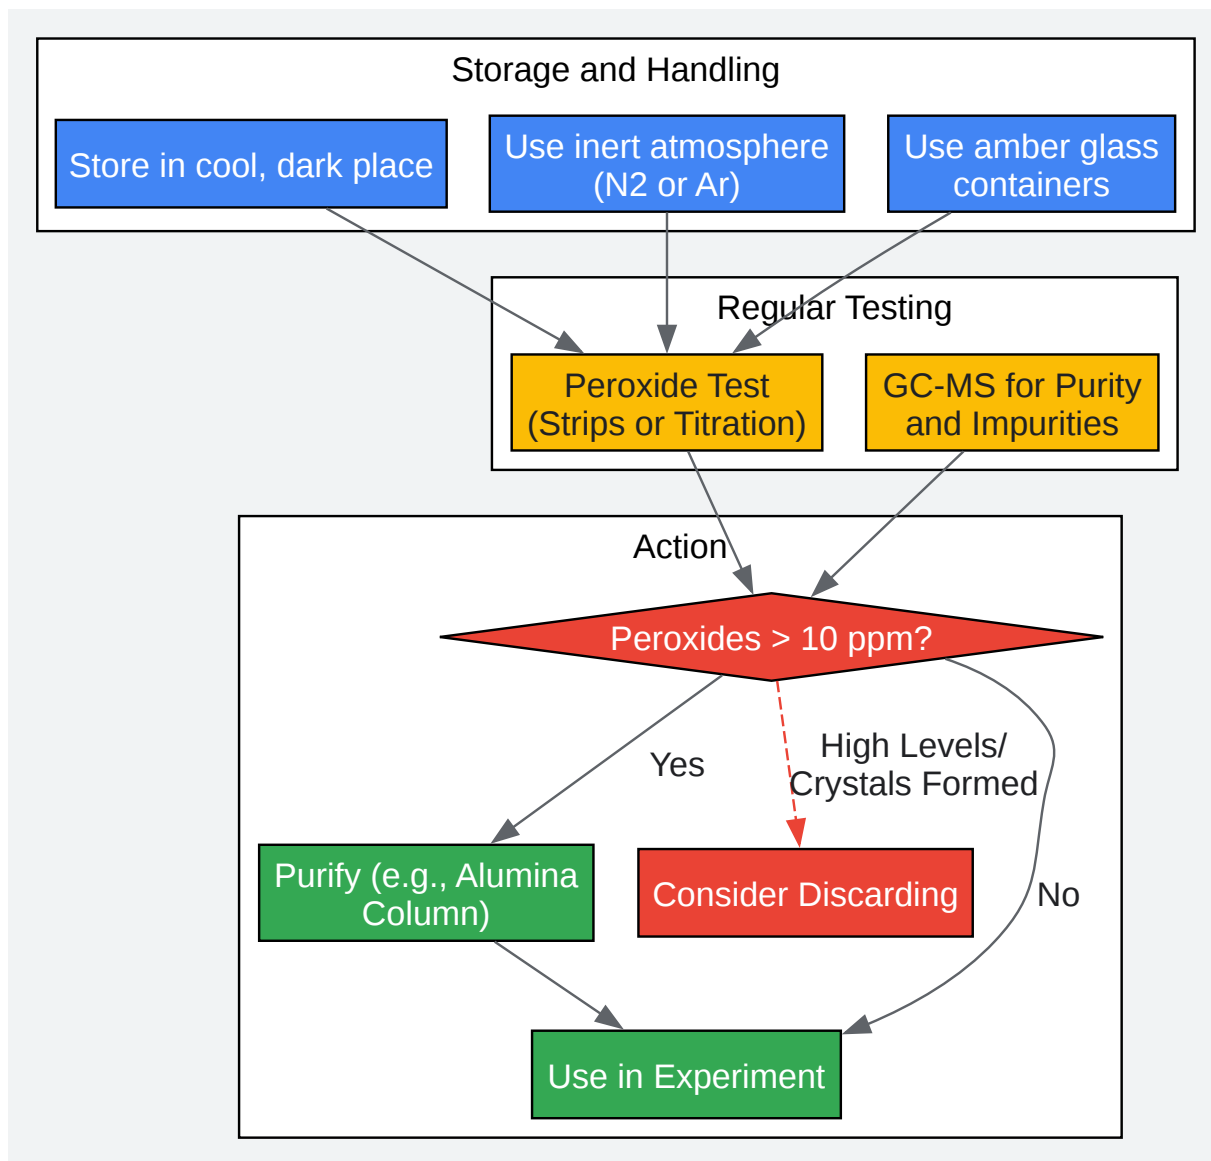 Storage and Handling
Store in cool, dark place
Use inert atmosphere
(N2 or Ar)
Use amber glass
containers
Regular Testing
Peroxide Test
(Strips or Titration)
GC-MS for Purity
and Impurities
Action
Peroxides > 10 ppm?
Yes
High Levels/
Crystals Formed
No
Purify (e.g., Alumina
Column)
Consider Discarding
Use in Experiment